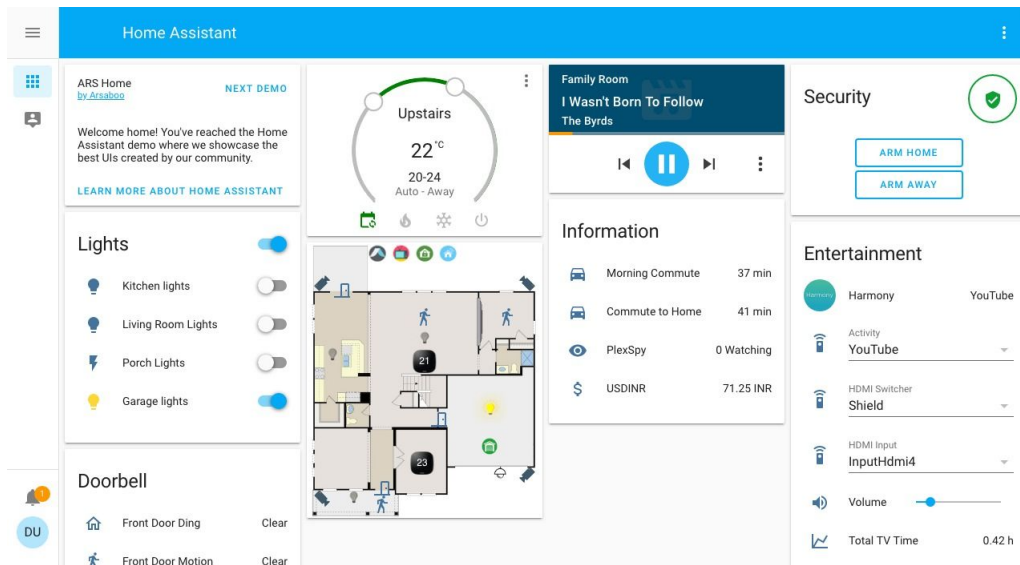 Home Assistant
ARS Home
by Arsaboo
NEXT DEMO
Welcome home! You've reached the Home
Assistant demo where we showcase the
best UIs created by our community.
LEARN MORE ABOUT HOME ASSISTANT
Lights
Kitchen lights
Living Room Lights
Porch Lights
Garage lights
Doorbell
Front Door Ding Clear
Front Door Motion Clear
1
DU
Upstairs
22 °C
20-24
Auto - Away
21
23
Family Room
I Wasn't Born To Follow
The Byrds
Information
Morning Commute 37 min
Commute to Home 41 min
PlexSpy 0 Watching
USDINR 71.25 INR
Security
ARM HOME
ARM AWAY
Entertainment
Harmony
Harmony YouTube
Activity
YouTube
HDMI Switcher
Shield
HDMI Input
InputHdmi4
Volume
Total TV Time 0.42 h